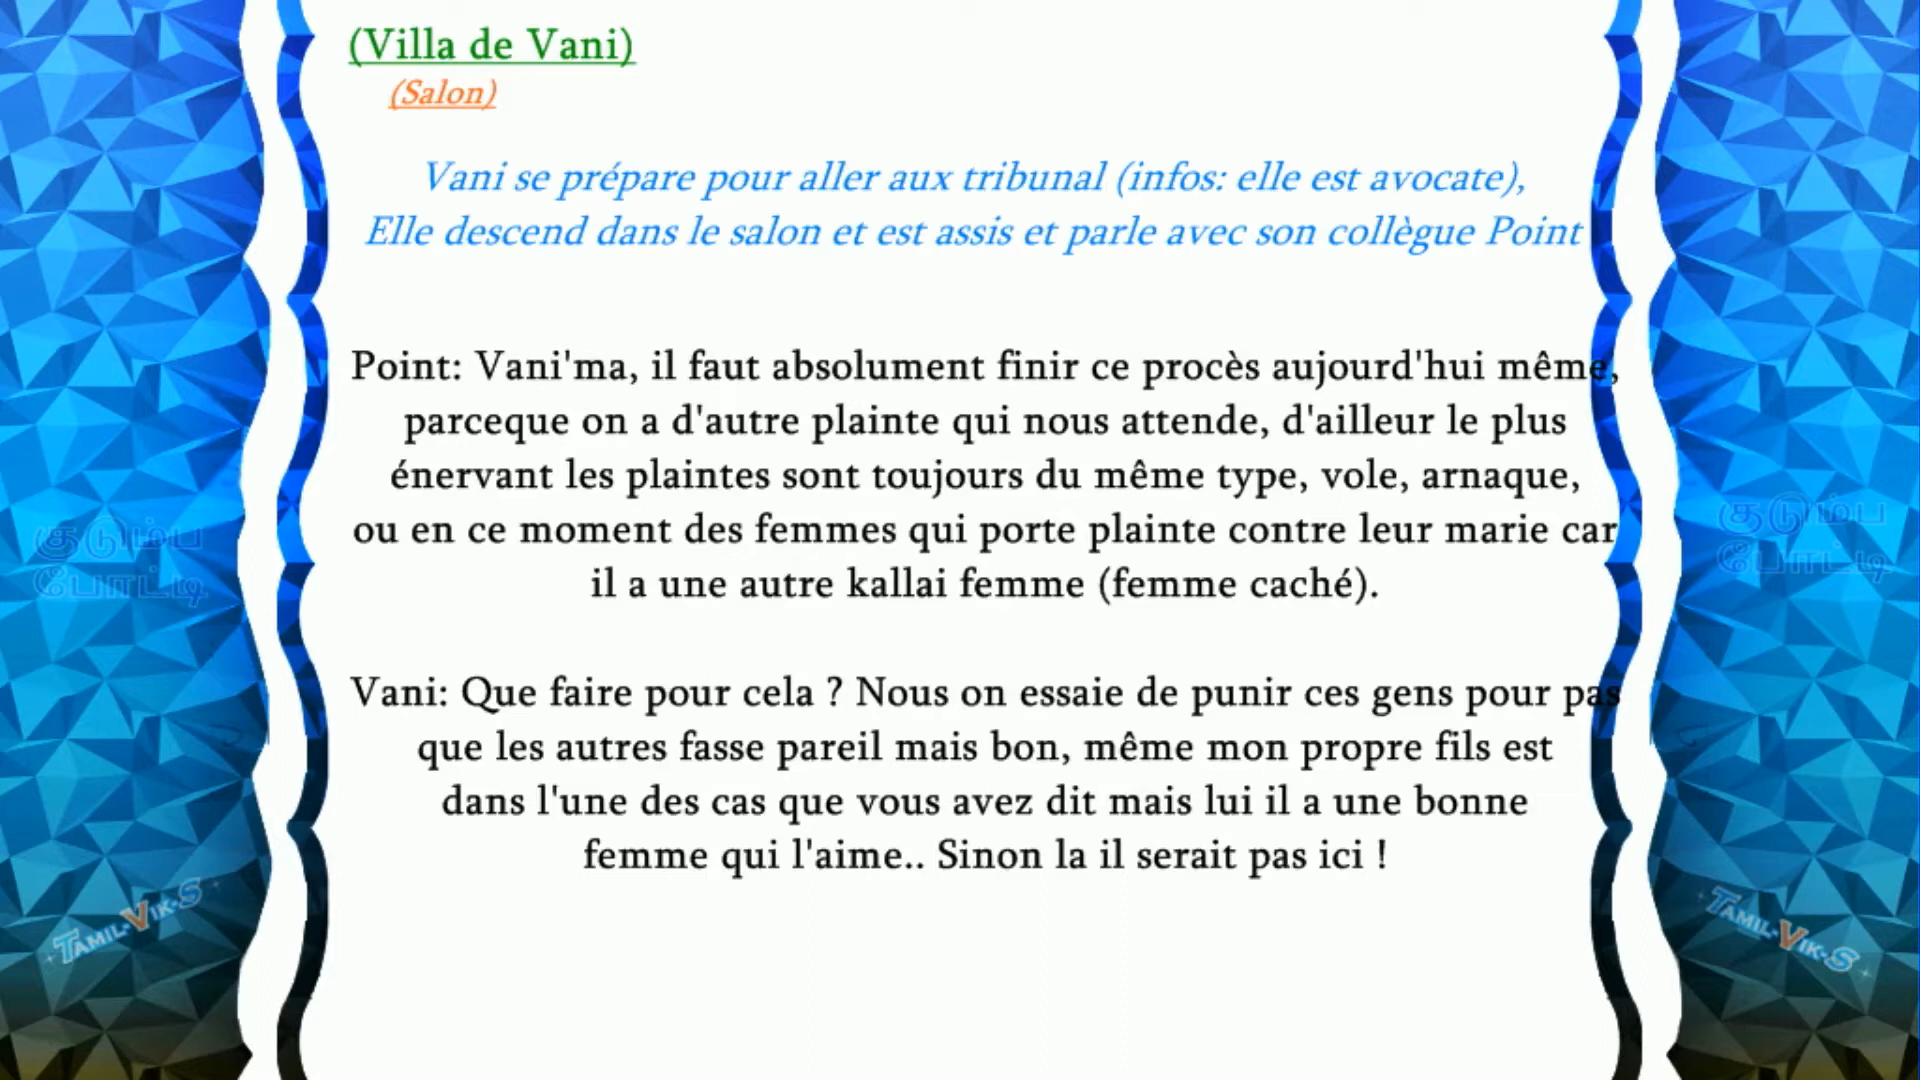 (Villa de Vani)
(Salon)
Vani se prépare pour aller aux tribunal (infos: elle est avocate),
Elle descend dans le salon et est assis et parle avec son collègue Point
Point: Vani'ma, il faut absolument finir ce procès aujourd'hui même,
parceque on a d'autre plainte qui nous attende, d'ailleur le plus
énervant les plaintes sont toujours du même type, vole, arnaque,
ou en ce moment des femmes qui porte plainte contre leur marie car
il a une autre kallai femme (femme caché).
Vani: Que faire pour cela ? Nous on essaie de punir ces gens pour pas
que les autres fasse pareil mais bon, même mon propre fils est
dans l'une des cas que vous avez dit mais lui il a une bonne
femme qui l'aime.. Sinon la il serait pas ici !
குடும்ப
போட்டி
குடும்ப
போட்டி
TAMIL-VIK-S
TAMIL-VIK-S